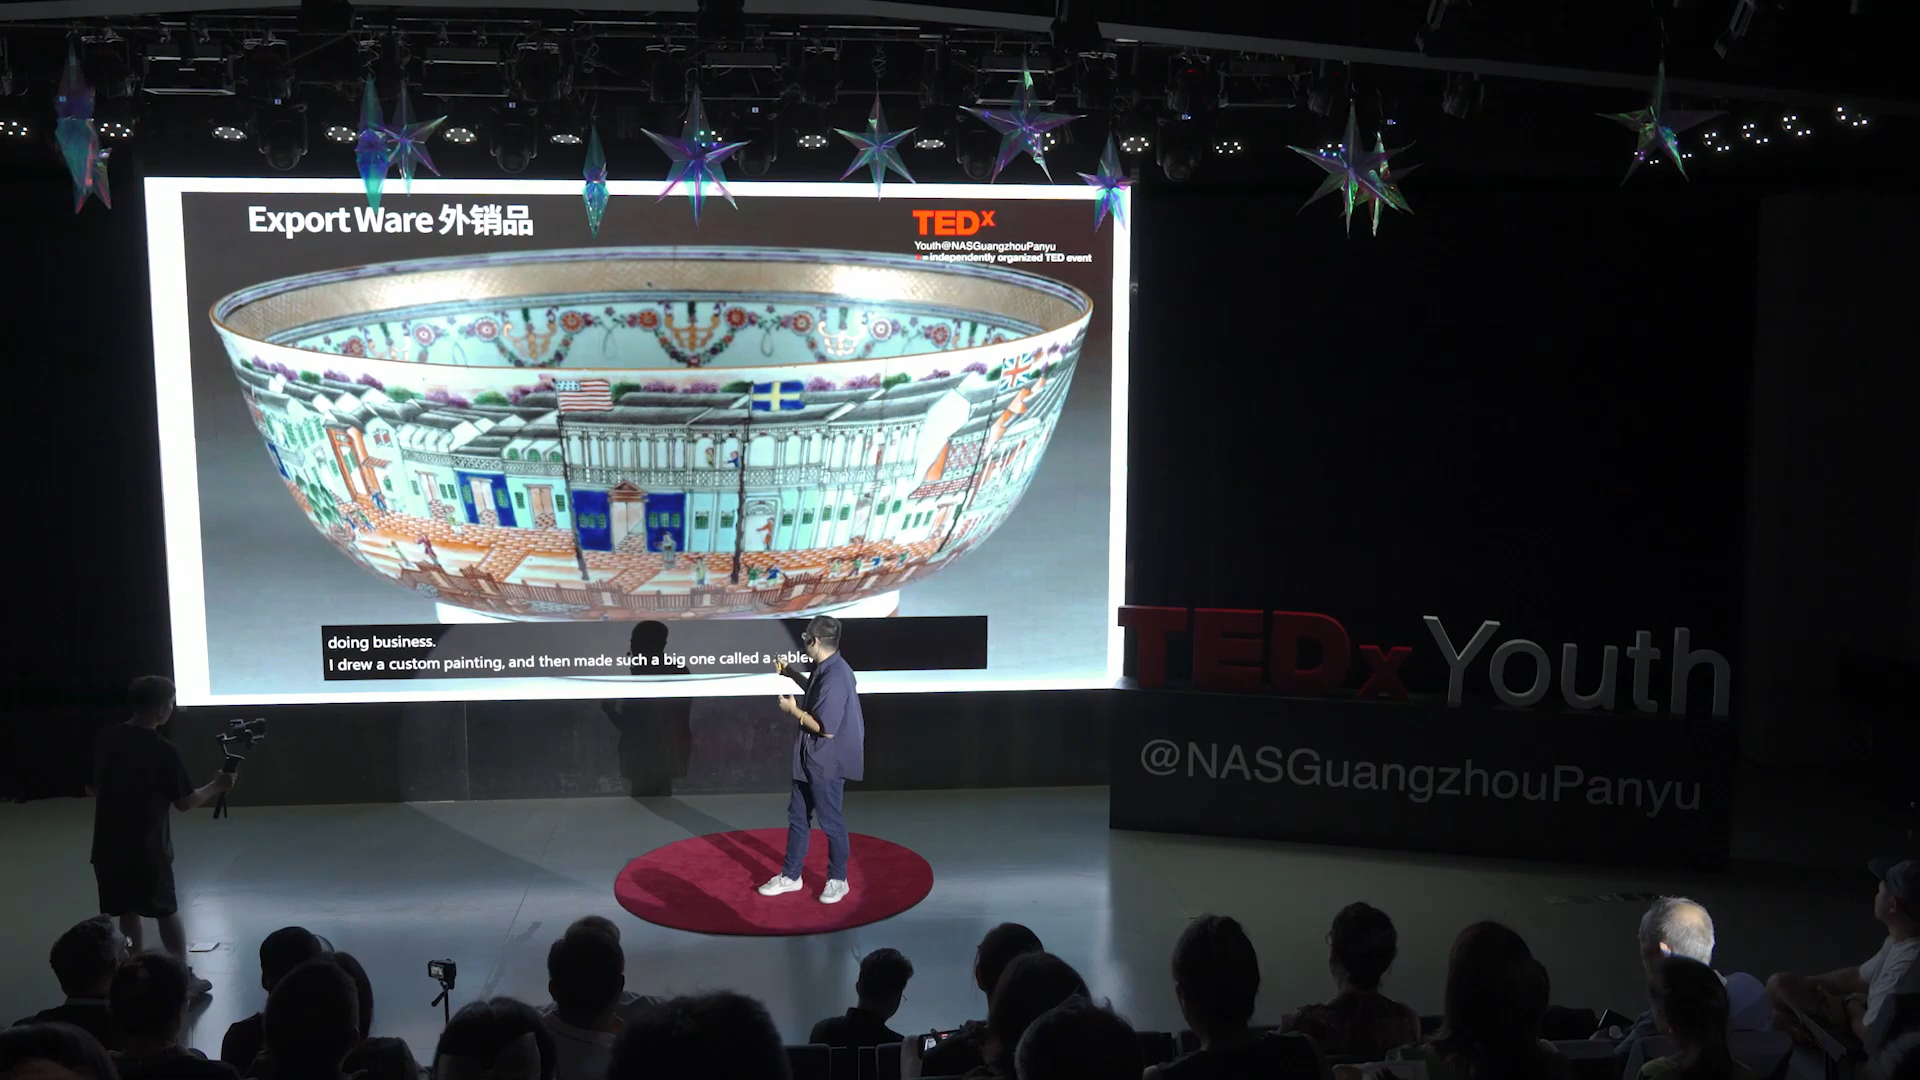 Export Ware 外销品
TEDx
Youth@NASGuangzhouPanyu
x = independently organized TED event
doing business.
I drew a custom painting, and then made such a big one called a table
TEDxYouth
@NASGuangzhouPanyu